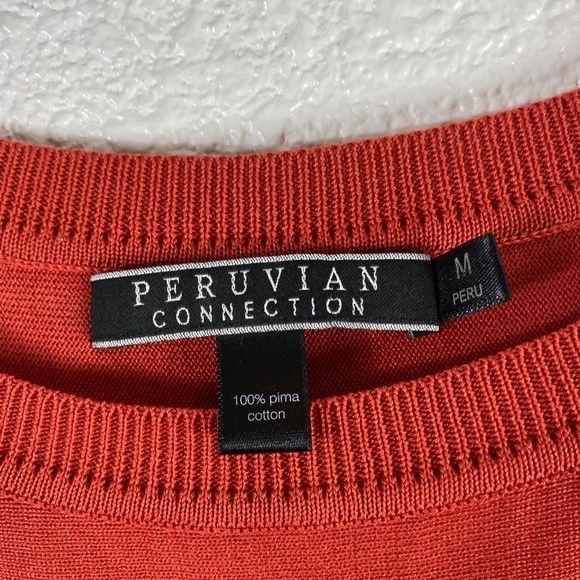 PERUVIAN
CONNECTION
M
PERU
100% pima
cotton